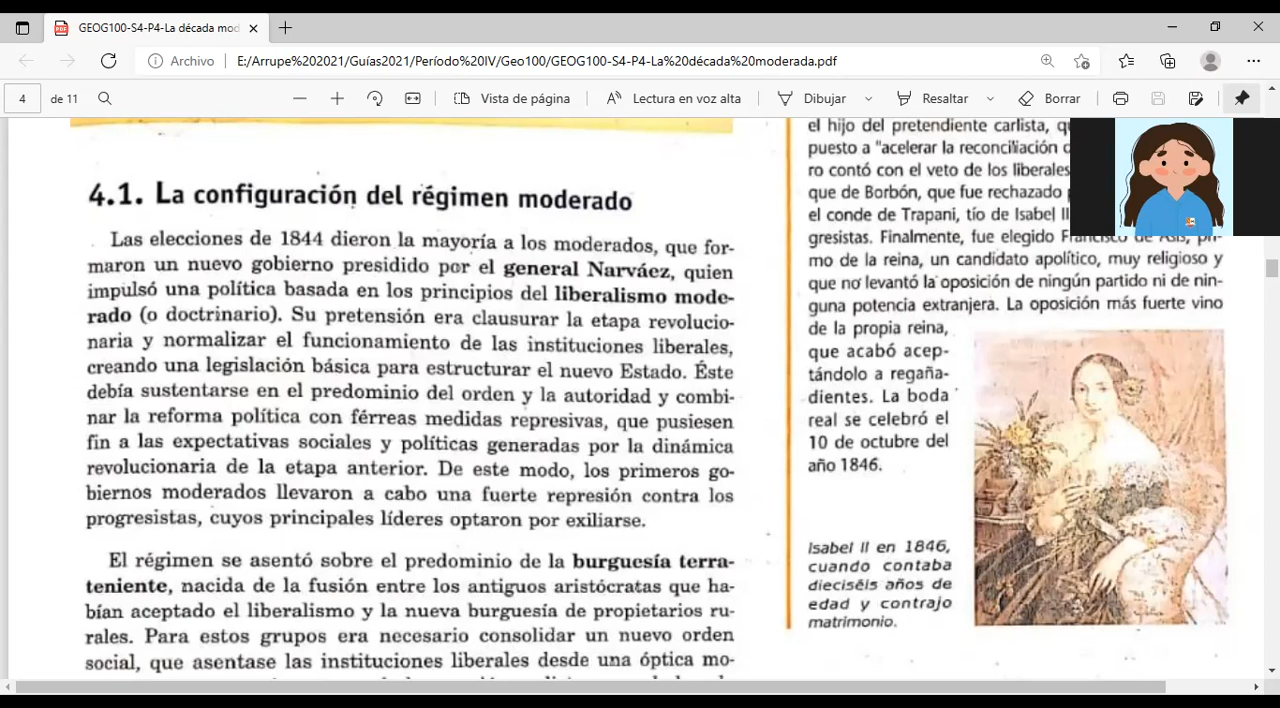 GEOG100-S4-P4-La década mod
Archivo
E:/Arrupe%202021/Guías2021/Período%20IV/Geo100/GEOG100-S4-P4-La%20década%20moderada.pdf
4
de 11
Vista de página
Lectura en voz alta
Dibujar
Resaltar
Borrar
4.1. La configuración del régimen moderado
Las elecciones de 1844 dieron la mayoría a los moderados, que for-
maron un nuevo gobierno presidido por el general Narváez, quien
impulsó una política basada en los principios del liberalismo mode-
rado (o doctrinario). Su pretensión era clausurar la etapa revolucio-
naria y normalizar el funcionamiento de las instituciones liberales,
creando una legislación básica para estructurar el nuevo Estado. Éste
debía sustentarse en el predominio del orden y la autoridad y combi-
nar la reforma política con férreas medidas represivas, que pusiesen
fin a las expectativas sociales y políticas generadas por la dinámica
revolucionaria de la etapa anterior. De este modo, los primeros go-
biernos moderados llevaron a cabo una fuerte represión contra los
progresistas, cuyos principales líderes optaron por exiliarse.
El régimen se asentó sobre el predominio de la burguesía terra-
teniente, nacida de la fusión entre los antiguos aristócratas que ha-
bían aceptado el liberalismo y la nueva burguesía de propietarios ru-
rales. Para estos grupos era necesario consolidar un nuevo orden
social, que asentase las instituciones liberales desde una óptica mo-
el hijo del pretendiente carlista,
puesto a "acelerar la reconciliación
ro contó con el veto de los liberales
que de Borbón, que fue rechazado
el conde de Trapani, tío de Isabel II
gresistas. Finalmente, fue elegido Francisco de Asís, pri-
mo de la reina, un candidato apolítico, muy religioso y
que no levantó la oposición de ningún partido ni de nin-
guna potencia extranjera. La oposición más fuerte vino
de la propia reina,
que acabó acep-
tándolo a regaña-
dientes. La boda
real se celebró el
10 de octubre del
año 1846.
Isabel II en 1846,
cuando contaba
dieciséis años de
edad y contrajo
matrimonio.